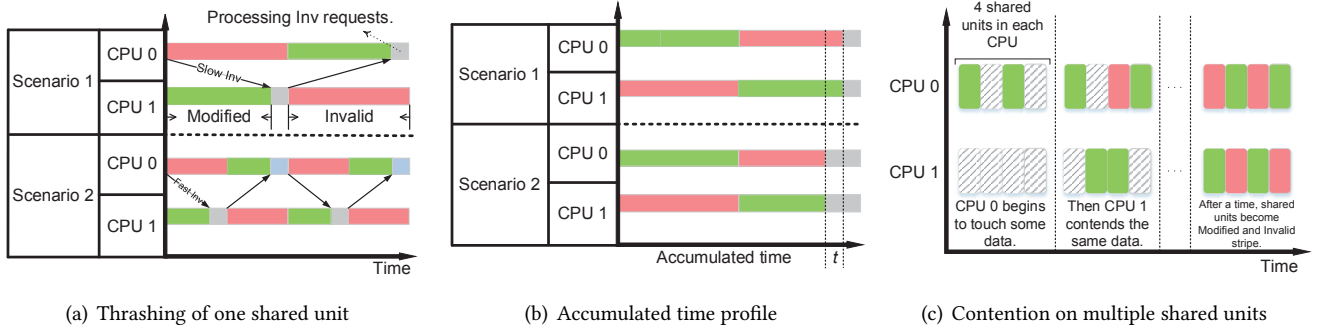 Processing Inv requests.
Scenario 1
CPU 0
CPU 1
Slow Inv
Modified
Invalid
Scenario 2
CPU 0
CPU 1
Fast Inv
Time
(a) Thrashing of one shared unit
Scenario 1
CPU 0
CPU 1
Scenario 2
CPU 0
CPU 1
Accumulated time
t
Time
(b) Accumulated time profile
4 shared
units in each
CPU
CPU 0
...
CPU 1
...
CPU 0 begins
to touch some
data.
Then CPU 1
contends the
same data.
After a time, shared
units become
Modified and Invalid
stripe.
Time
(c) Contention on multiple shared units